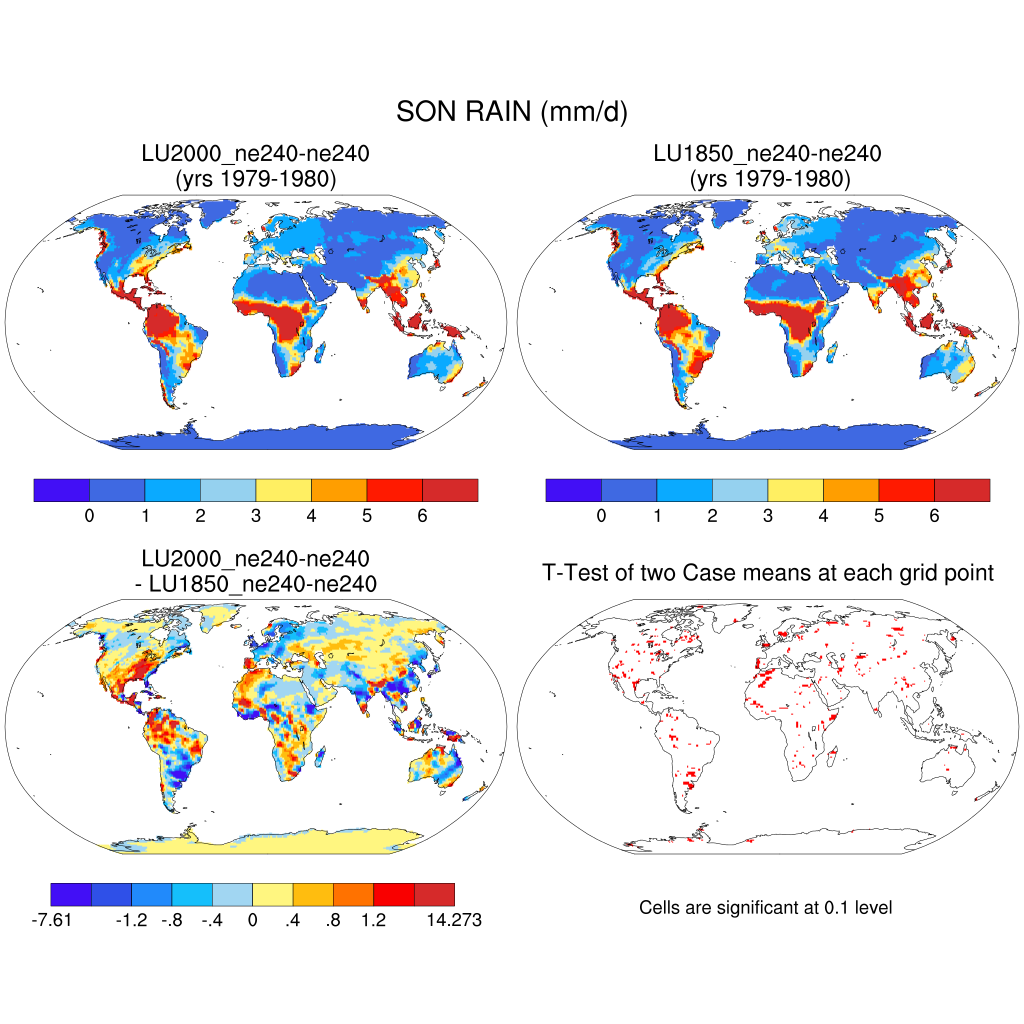 SON RAIN (mm/d)
LU2000_ne240-ne240
(yrs 1979-1980)
LU1850_ne240-ne240
(yrs 1979-1980)
0 1 2 3 4 5 6
0 1 2 3 4 5 6
LU2000_ne240-ne240
- LU1850_ne240-ne240
T-Test of two Case means at each grid point
-7.61 -1.2 -.8 -.4 0 .4 .8 1.2 14.273
Cells are significant at 0.1 level